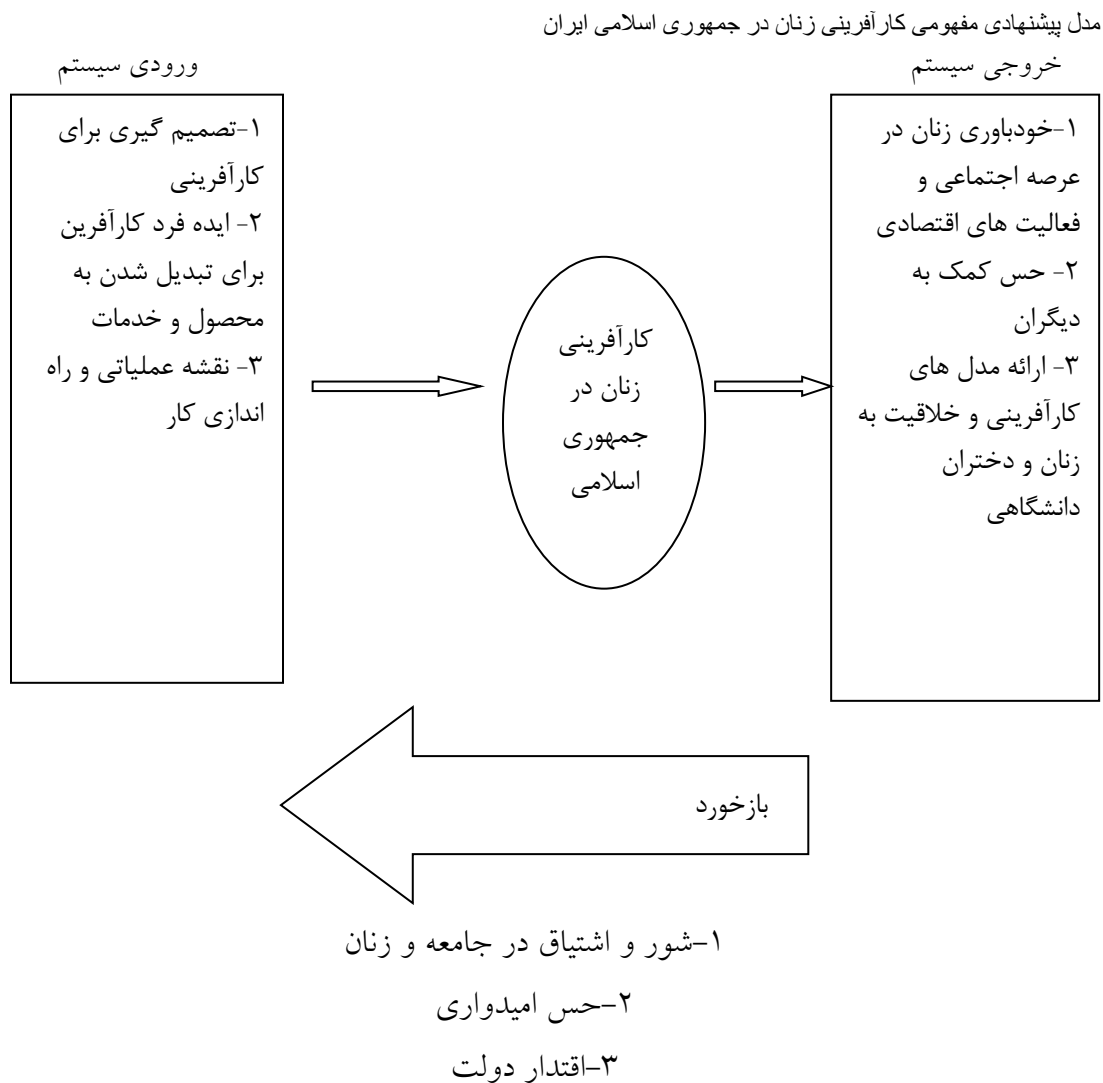 مدل پیشنهادی مفهومی کارآفرینی زنان در جمهوری اسلامی ایران
خروجی سیستم
ورودی سیستم
۱-خودباوری زنان در
عرصه اجتماعی و
فعالیت های اقتصادی
۲- حس کمک به
دیگران
۳- ارائه مدل های
کارآفرینی و خلاقیت به
زنان و دختران
دانشگاهی
کارآفرینی
زنان در
جمهوری
اسلامی
۱-تصمیم گیری برای
کارآفرینی
۲- ایده فرد کارآفرین
برای تبدیل شدن به
محصول و خدمات
۳- نقشه عملیاتی و راه
اندازی کار
بازخورد
۱-شور و اشتیاق در جامعه و زنان
۲-حس امیدواری
۳-اقتدار دولت